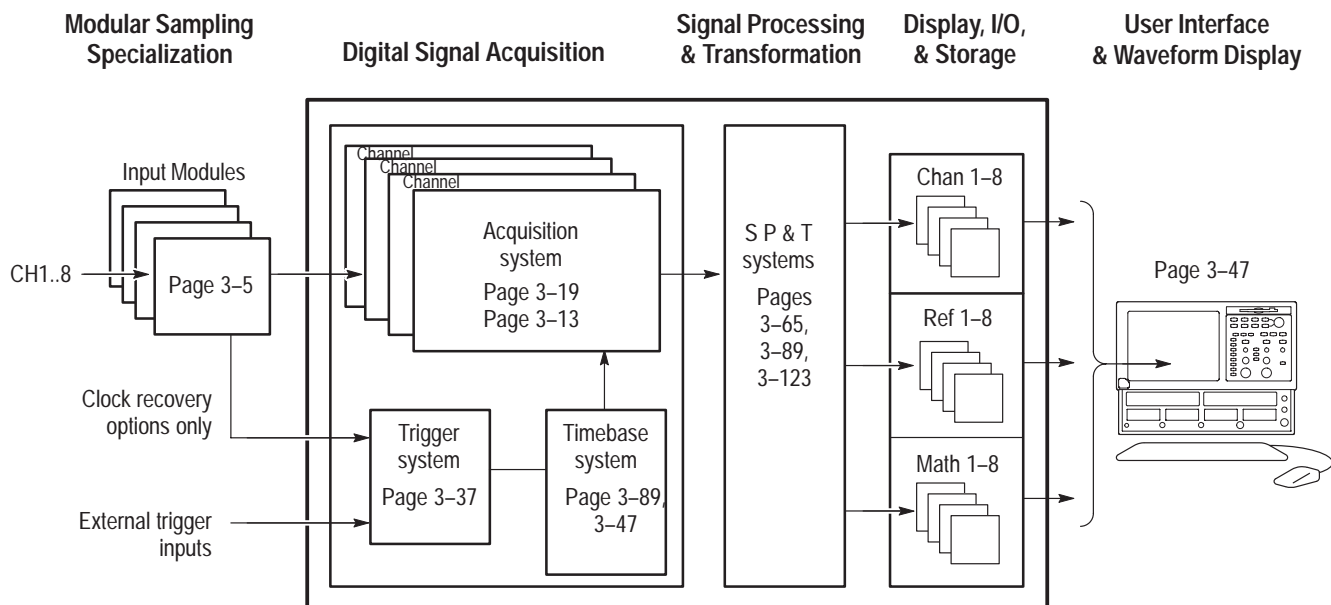 Modular Sampling
Specialization
Digital Signal Acquisition
Signal Processing
& Transformation
Display, I/O,
& Storage
User Interface
& Waveform Display
Input Modules
CH1..8
Page 3–5
Clock recovery
options only
External trigger
inputs
Channel
Channel
Channel
Acquisition
system
Page 3–19
Page 3–13
Trigger
system
Page 3–37
Timebase
system
Page 3–89,
3–47
S P & T
systems
Pages
3–65,
3–89,
3–123
Chan 1–8
Ref 1–8
Math 1–8
Page 3–47